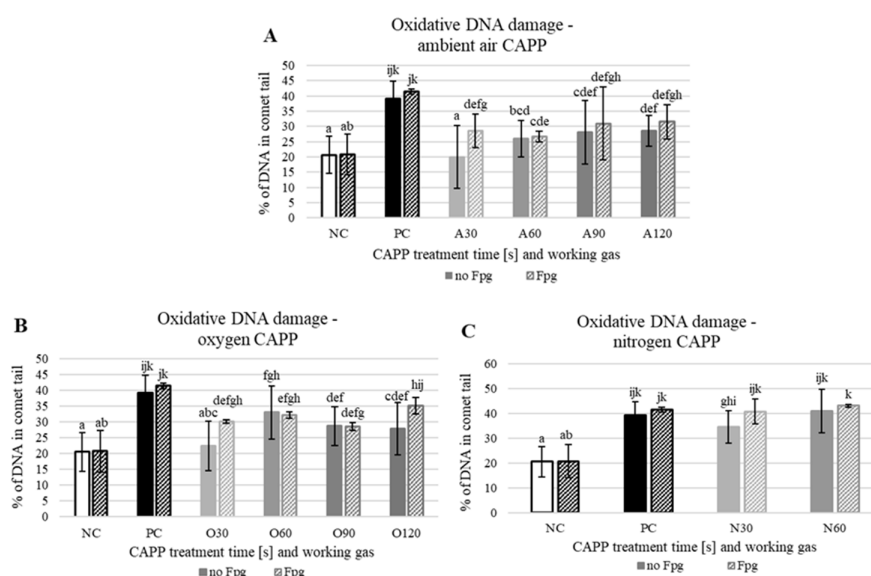 A
Oxidative DNA damage -
ambient air CAPP
% of DNA in comet tail
50
45
40
35
30
25
20
15
10
5
0
a ab ijk jk a defg bcd cde cdef defgh def defgh
NC PC A30 A60 A90 A120
CAPP treatment time [s] and working gas
no Fpg Fpg
B
Oxidative DNA damage -
oxygen CAPP
% of DNA in comet tail
50
45
40
35
30
25
20
15
10
5
0
a ab ijk jk abc defgh fgh efgh def defg cdef hij
NC PC O30 O60 O90 O120
CAPP treatment time [s] and working gas
no Fpg Fpg
C
Oxidative DNA damage -
nitrogen CAPP
% of DNA in comet tail
60
50
40
30
20
10
0
a ab ijk jk ghi ijk ijk k
NC PC N30 N60
CAPP treatment time [s] and working gas
no Fpg Fpg